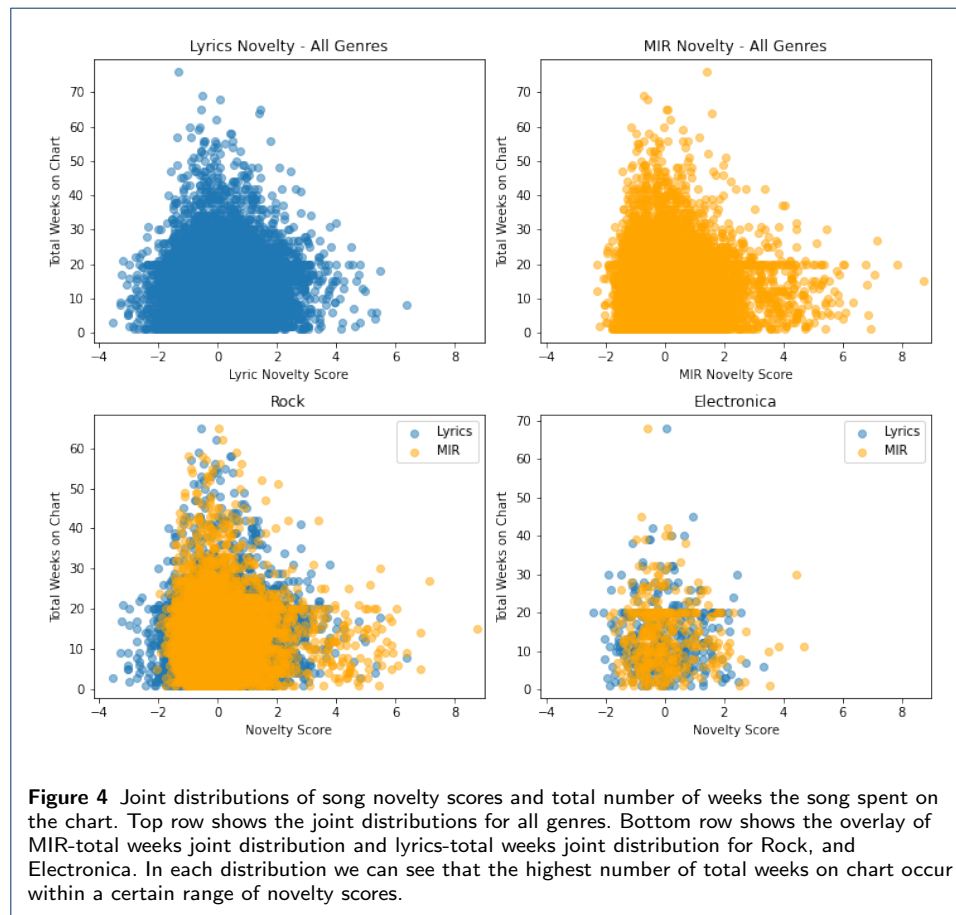 Lyrics Novelty - All Genres
Total Weeks on Chart
70
60
50
40
30
20
10
0
−4 −2 0 2 4 6 8
Lyric Novelty Score
MIR Novelty - All Genres
Total Weeks on Chart
70
60
50
40
30
20
10
0
−4 −2 0 2 4 6 8
MIR Novelty Score
Rock
Lyrics
MIR
Total Weeks on Chart
60
50
40
30
20
10
0
−4 −2 0 2 4 6 8
Novelty Score
Electronica
Lyrics
MIR
Total Weeks on Chart
70
60
50
40
30
20
10
0
−4 −2 0 2 4 6 8
Novelty Score
Figure 4 Joint distributions of song novelty scores and total number of weeks the song spent on
the chart. Top row shows the joint distributions for all genres. Bottom row shows the overlay of
MIR-total weeks joint distribution and lyrics-total weeks joint distribution for Rock, and
Electronica. In each distribution we can see that the highest number of total weeks on chart occur
within a certain range of novelty scores.